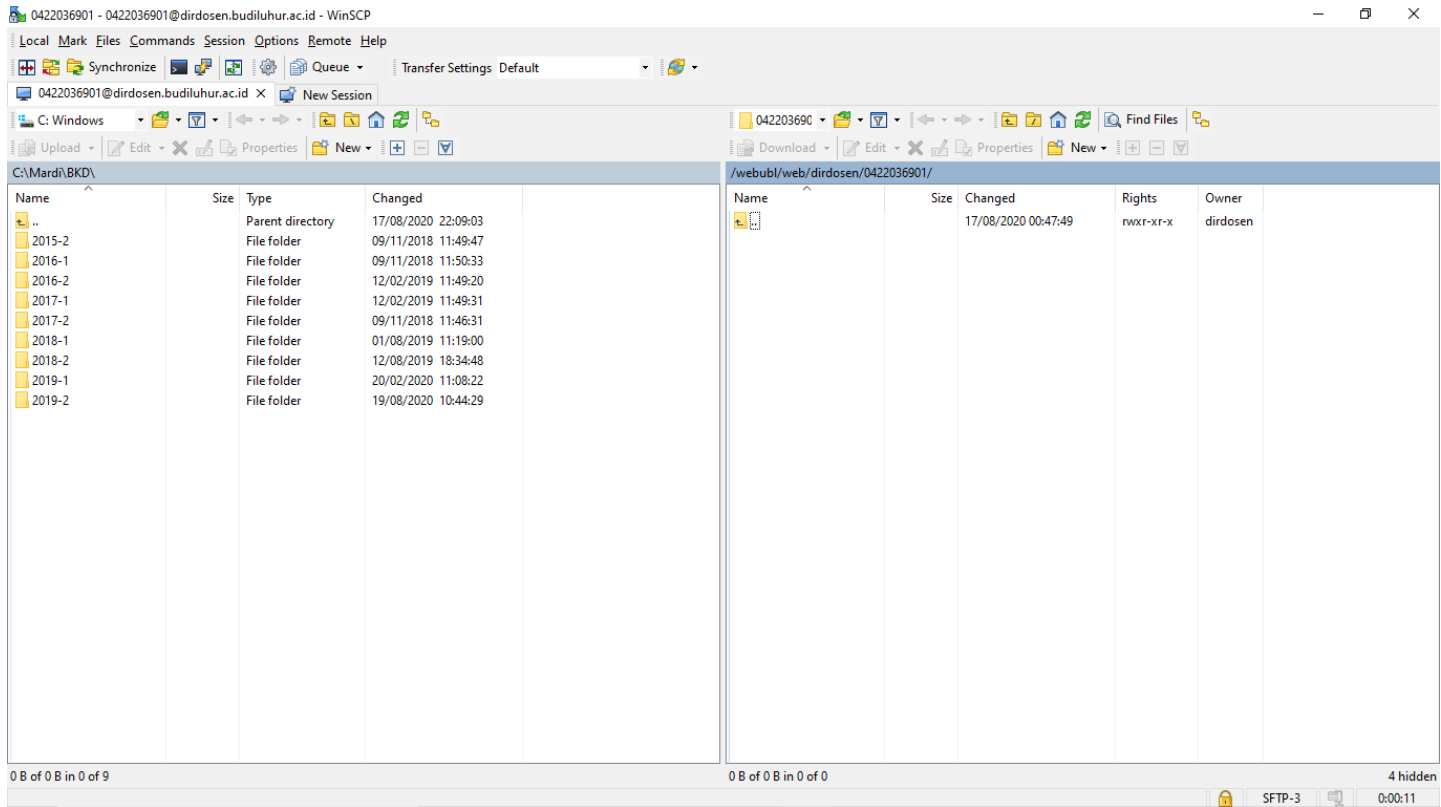 0422036901 - 0422036901@dirdosen.budiluhur.ac.id - WinSCP
Local Mark Files Commands Session Options Remote Help
Synchronize Queue Transfer Settings Default
0422036901@dirdosen.budiluhur.ac.id New Session
C: Windows 042203690 Find Files
Upload Edit Properties New Download Edit Properties New
C:\Mardi\BKD\ /webubl/web/dirdosen/0422036901/
Name Size Type Changed Name Size Changed Rights Owner
.. Parent directory 17/08/2020 22:09:03 .. 17/08/2020 00:47:49 rwxr-xr-x dirdosen
2015-2 File folder 09/11/2018 11:49:47
2016-1 File folder 09/11/2018 11:50:33
2016-2 File folder 12/02/2019 11:49:20
2017-1 File folder 12/02/2019 11:49:31
2017-2 File folder 09/11/2018 11:46:31
2018-1 File folder 01/08/2019 11:19:00
2018-2 File folder 12/08/2019 18:34:48
2019-1 File folder 20/02/2020 11:08:22
2019-2 File folder 19/08/2020 10:44:29
0 B of 0 B in 0 of 9 0 B of 0 B in 0 of 0 4 hidden
SFTP-3 0:00:11